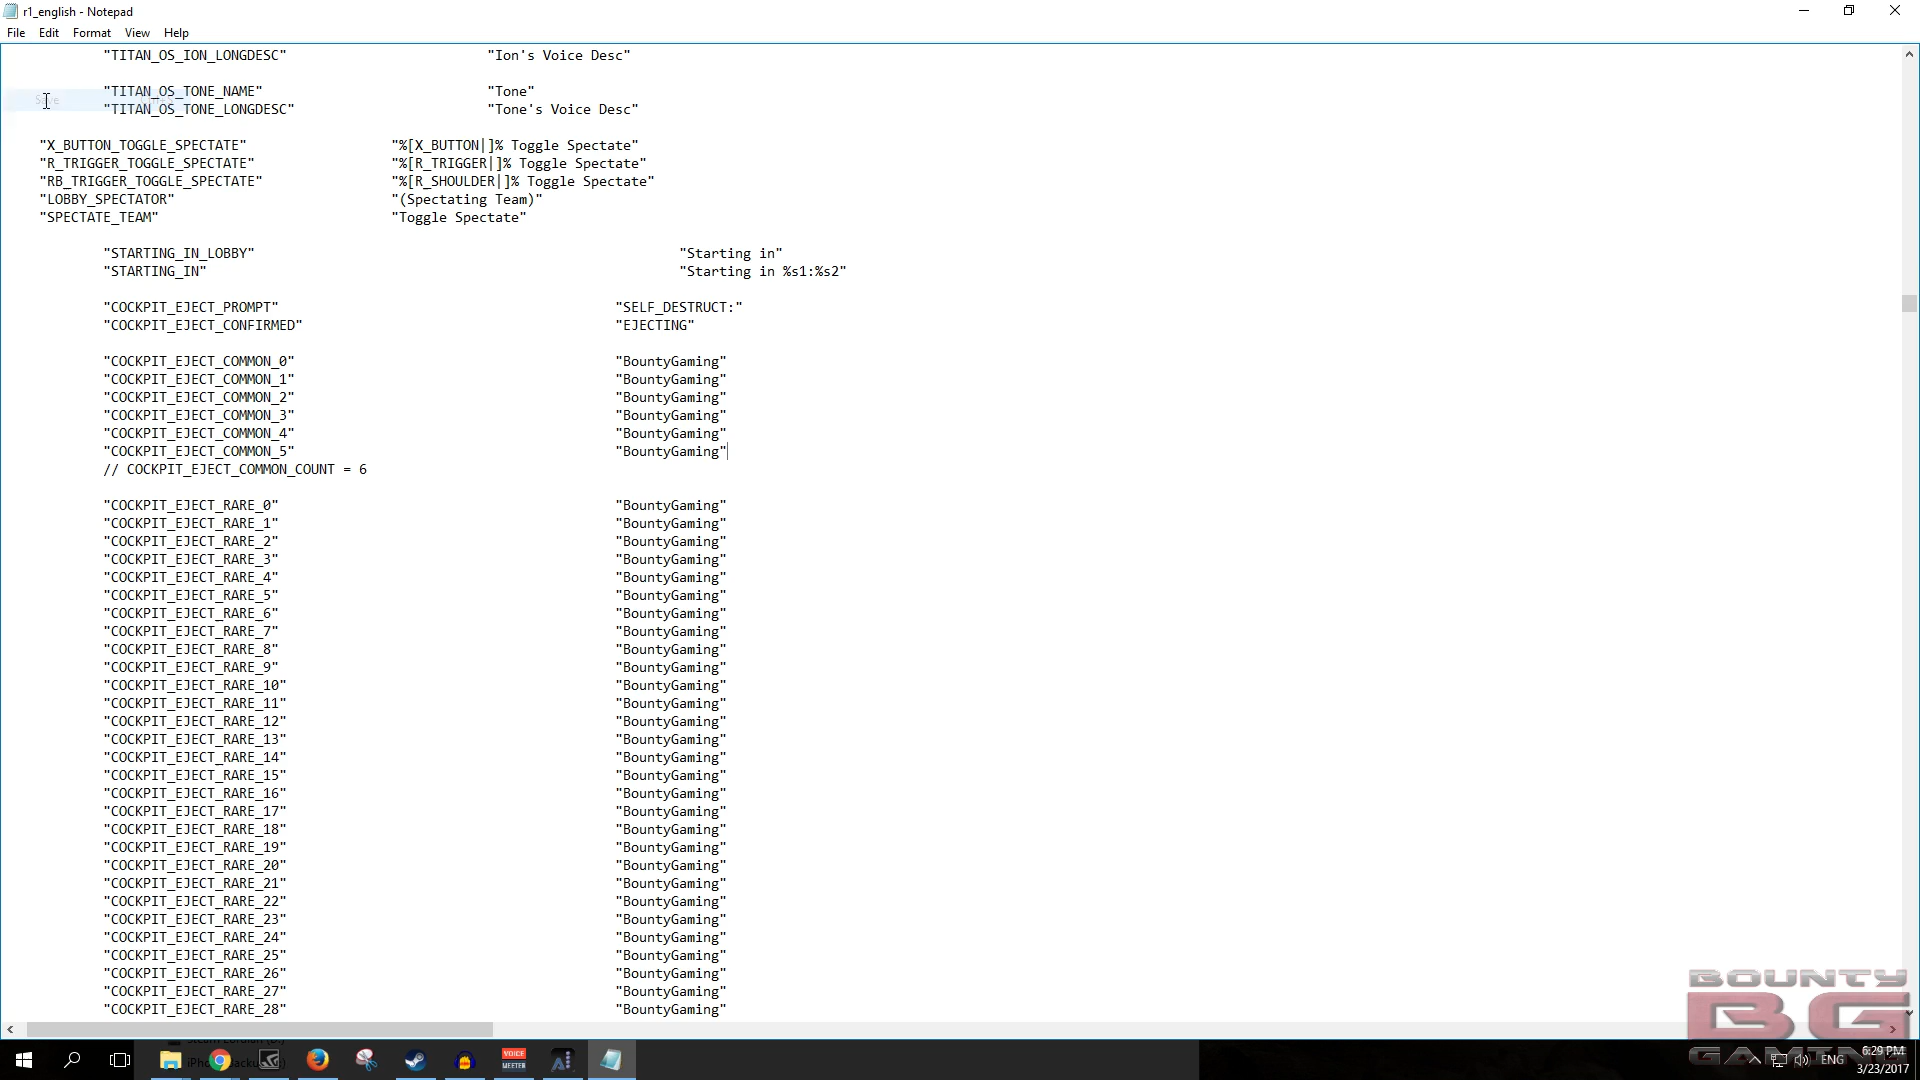 r1_english - Notepad
File Edit Format View Help
"TITAN_OS_ION_LONGDESC" "Ion's Voice Desc"
"TITAN_OS_TONE_NAME" "Tone"
Save
"TITAN_OS_TONE_LONGDESC" "Tone's Voice Desc"
"X_BUTTON_TOGGLE_SPECTATE" "%[X_BUTTON|]% Toggle Spectate"
"R_TRIGGER_TOGGLE_SPECTATE" "%[R_TRIGGER|]% Toggle Spectate"
"RB_TRIGGER_TOGGLE_SPECTATE" "%[R_SHOULDER|]% Toggle Spectate"
"LOBBY_SPECTATOR" "(Spectating Team)"
"SPECTATE_TEAM" "Toggle Spectate"
"STARTING_IN_LOBBY" "Starting in"
"STARTING_IN" "Starting in %s1:%s2"
"COCKPIT_EJECT_PROMPT" "SELF_DESTRUCT:"
"COCKPIT_EJECT_CONFIRMED" "EJECTING"
"COCKPIT_EJECT_COMMON_0" "BountyGaming"
"COCKPIT_EJECT_COMMON_1" "BountyGaming"
"COCKPIT_EJECT_COMMON_2" "BountyGaming"
"COCKPIT_EJECT_COMMON_3" "BountyGaming"
"COCKPIT_EJECT_COMMON_4" "BountyGaming"
"COCKPIT_EJECT_COMMON_5" "BountyGaming"
// COCKPIT_EJECT_COMMON_COUNT = 6
"COCKPIT_EJECT_RARE_0" "BountyGaming"
"COCKPIT_EJECT_RARE_1" "BountyGaming"
"COCKPIT_EJECT_RARE_2" "BountyGaming"
"COCKPIT_EJECT_RARE_3" "BountyGaming"
"COCKPIT_EJECT_RARE_4" "BountyGaming"
"COCKPIT_EJECT_RARE_5" "BountyGaming"
"COCKPIT_EJECT_RARE_6" "BountyGaming"
"COCKPIT_EJECT_RARE_7" "BountyGaming"
"COCKPIT_EJECT_RARE_8" "BountyGaming"
"COCKPIT_EJECT_RARE_9" "BountyGaming"
"COCKPIT_EJECT_RARE_10" "BountyGaming"
"COCKPIT_EJECT_RARE_11" "BountyGaming"
"COCKPIT_EJECT_RARE_12" "BountyGaming"
"COCKPIT_EJECT_RARE_13" "BountyGaming"
"COCKPIT_EJECT_RARE_14" "BountyGaming"
"COCKPIT_EJECT_RARE_15" "BountyGaming"
"COCKPIT_EJECT_RARE_16" "BountyGaming"
"COCKPIT_EJECT_RARE_17" "BountyGaming"
"COCKPIT_EJECT_RARE_18" "BountyGaming"
"COCKPIT_EJECT_RARE_19" "BountyGaming"
"COCKPIT_EJECT_RARE_20" "BountyGaming"
"COCKPIT_EJECT_RARE_21" "BountyGaming"
"COCKPIT_EJECT_RARE_22" "BountyGaming"
"COCKPIT_EJECT_RARE_23" "BountyGaming"
"COCKPIT_EJECT_RARE_24" "BountyGaming"
"COCKPIT_EJECT_RARE_25" "BountyGaming"
"COCKPIT_EJECT_RARE_26" "BountyGaming"
"COCKPIT_EJECT_RARE_27" "BountyGaming"
"COCKPIT_EJECT_RARE_28" "BountyGaming"
BOUNTY
BG
GAMING
VOICE
MEETER
ENG
6:29 PM
3/23/2017